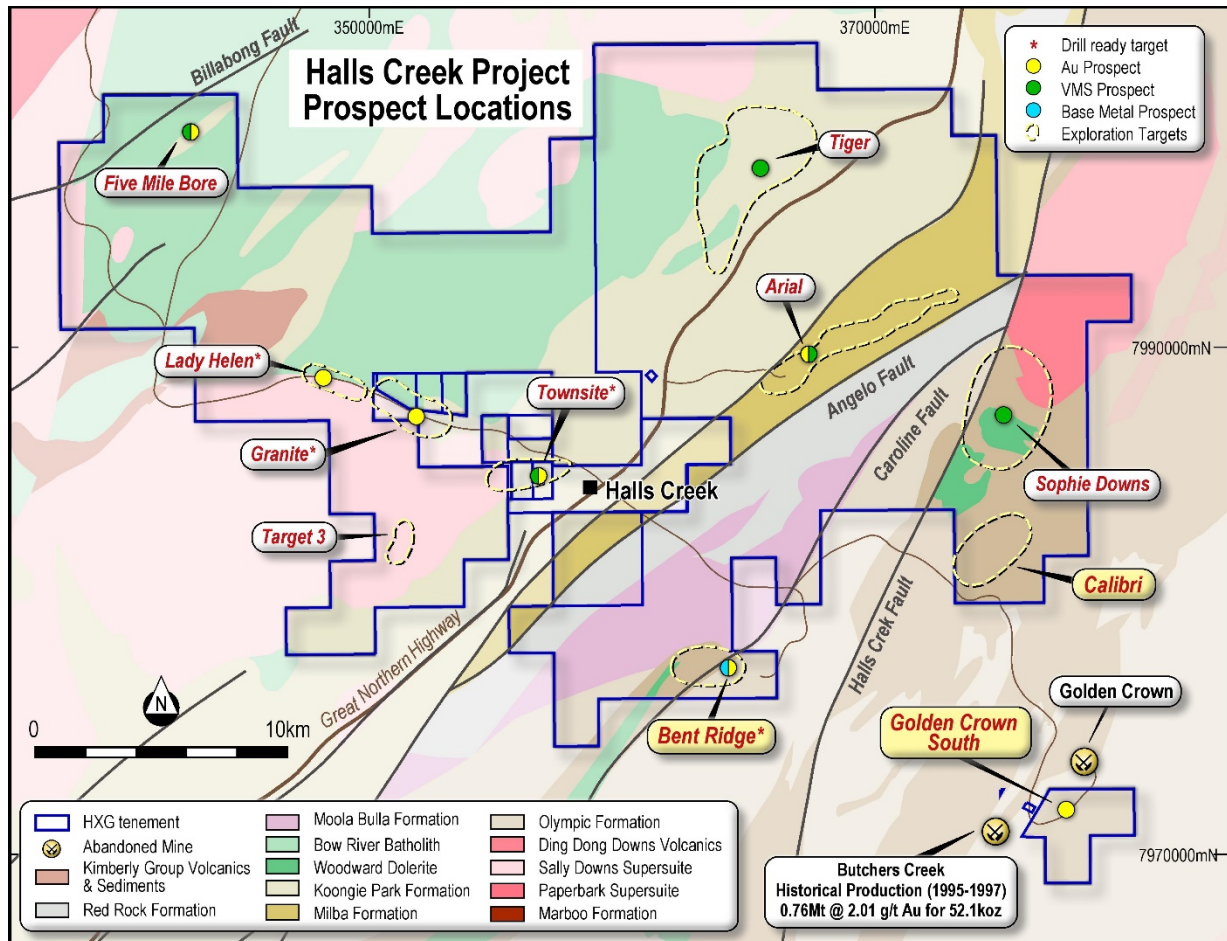 350000mE
370000mE
Billabong Fault
Halls Creek Project
Prospect Locations
* Drill ready target
Au Prospect
VMS Prospect
Base Metal Prospect
Exploration Targets
Five Mile Bore
Tiger
Arial
7990000mN
Lady Helen*
Townsite*
Angelo Fault
Caroline Fault
Granite*
Halls Creek
Sophie Downs
Target 3
Calibri
Halls Crek Fault
Great Northern Highway
N
0
10km
Bent Ridge*
Golden Crown
Golden Crown
South
HXG tenement
Abandoned Mine
Kimberly Group Volcanics
& Sediments
Red Rock Formation
Moola Bulla Formation
Bow River Batholith
Woodward Dolerite
Koongie Park Formation
Milba Formation
Olympic Formation
Ding Dong Downs Volcanics
Sally Downs Supersuite
Paperbark Supersuite
Marboo Formation
Butchers Creek
Historical Production (1995-1997)
0.76Mt @ 2.01 g/t Au for 52.1koz
7970000mN